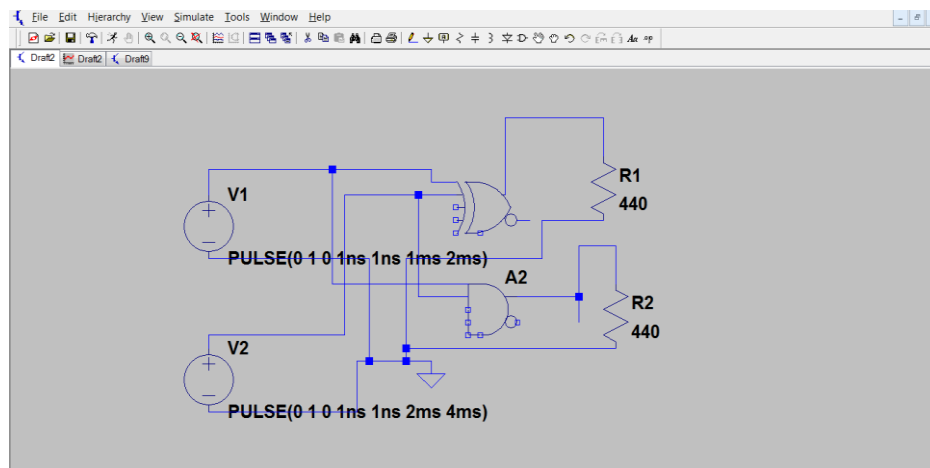 File Edit Hierarchy View Simulate Tools Window Help
Draft2 Draft2 Draft9
V1
PULSE(0 1 0 1ns 1ns 1ms 2ms)
R1
440
A2
R2
440
V2
PULSE(0 1 0 1ns 1ns 2ms 4ms)